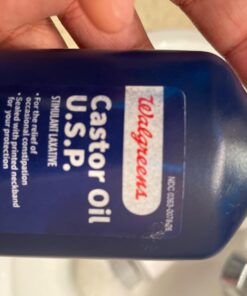 Walgreens
Castor Oil
U.S.P.
STIMULANT LAXATIVE
• For the relief of
occasional constipation
• Sealed with printed neckband
for your protection